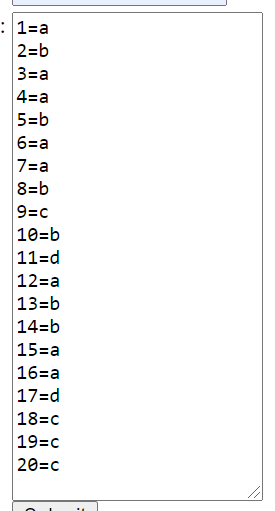 :
1=a
2=b
3=a
4=a
5=b
6=a
7=a
8=b
9=c
10=b
11=d
12=a
13=b
14=b
15=a
16=a
17=d
18=c
19=c
20=c